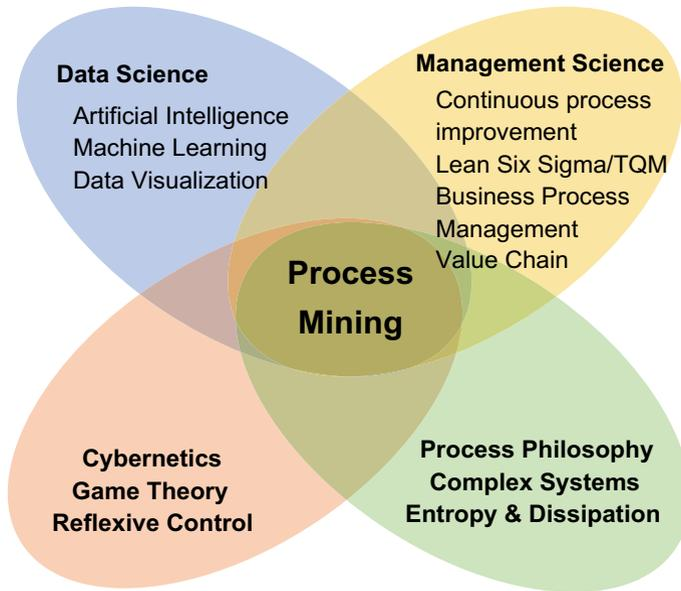 Data Science
Artificial Intelligence
Machine Learning
Data Visualization
Management Science
Continuous process
improvement
Lean Six Sigma/TQM
Business Process
Management
Value Chain
Process
Mining
Cybernetics
Game Theory
Reflexive Control
Process Philosophy
Complex Systems
Entropy & Dissipation